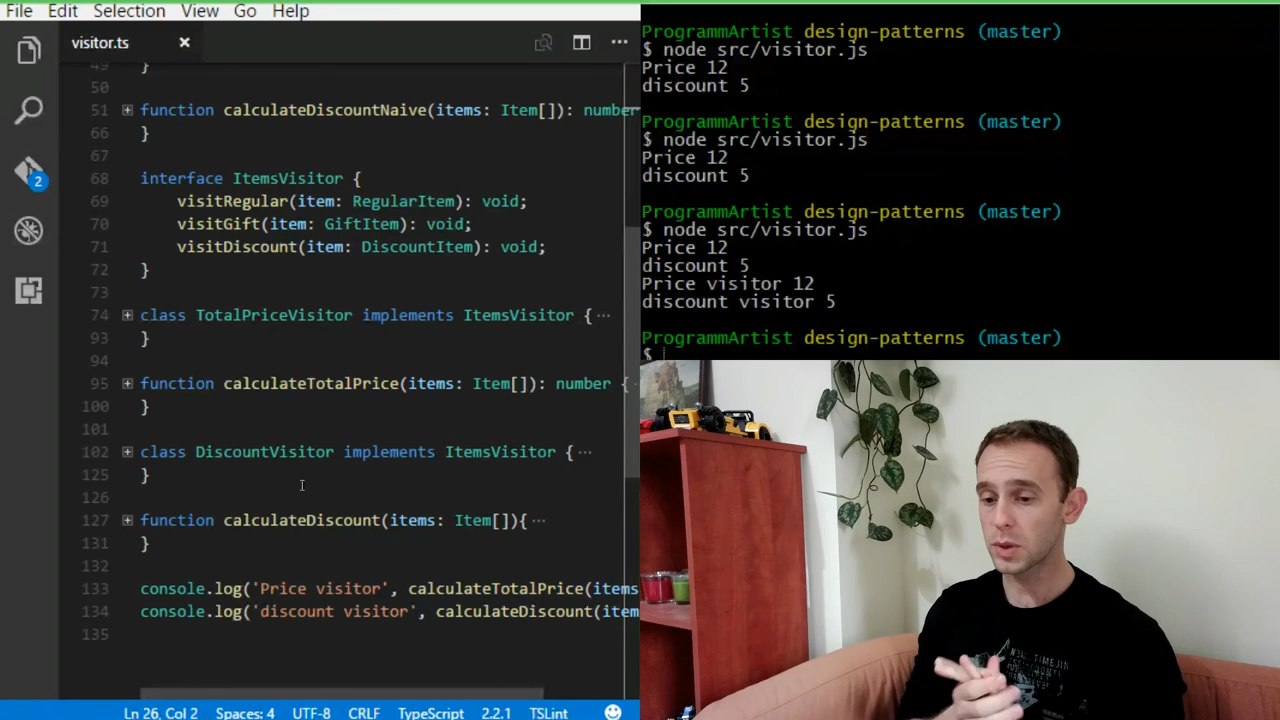 File Edit Selection View Go Help
visitor.ts
49 }
50
51 function calculateDiscountNaive(items: Item[]): number
66 }
67
68 interface ItemsVisitor {
69 visitRegular(item: RegularItem): void;
70 visitGift(item: GiftItem): void;
71 visitDiscount(item: DiscountItem): void;
72 }
73
74 class TotalPriceVisitor implements ItemsVisitor {
93 }
94
95 function calculateTotalPrice(items: Item[]): number {
100 }
101
102 class DiscountVisitor implements ItemsVisitor {
125 }
126
127 function calculateDiscount(items: Item[]){
131 }
132
133 console.log('Price visitor', calculateTotalPrice(items
134 console.log('discount visitor', calculateDiscount(item
135
2
Ln 26, Col 2 Spaces: 4 UTF-8 CRLF TypeScript 2.2.1 TSLint
ProgrammArtist design-patterns (master)
$ node src/visitor.js
Price 12
discount 5
ProgrammArtist design-patterns (master)
$ node src/visitor.js
Price 12
discount 5
ProgrammArtist design-patterns (master)
$ node src/visitor.js
Price 12
discount 5
Price visitor 12
discount visitor 5
ProgrammArtist design-patterns (master)
$